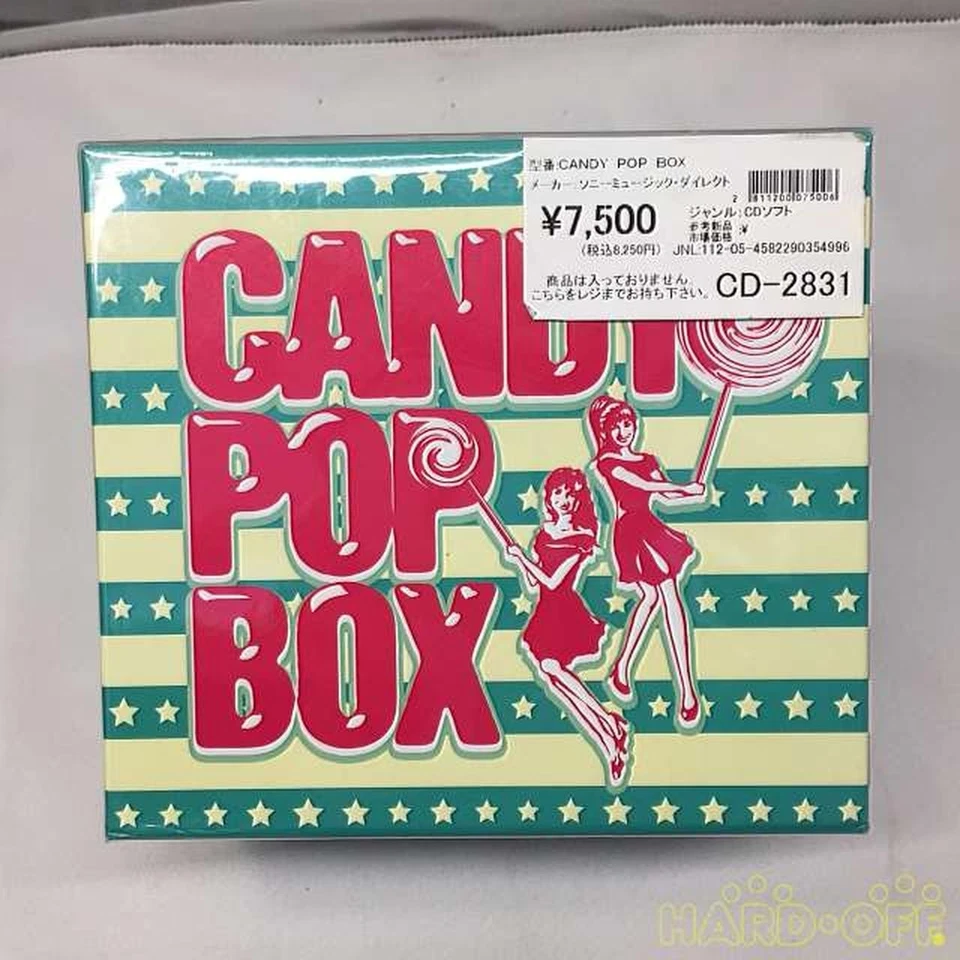 型番:CANDY POP BOX
メーカー:ソニーミュージック・ダイレクト
2 811200 075006
¥7,500
ジャンル:CDソフト
参考新品
市場価格 :¥
(税込8,250円) JNL:112-05-4582290354996
商品は入っておりません。
こちらをレジまでお持ち下さい。 CD-2831
CANDY
POP
BOX
HARD・OFF